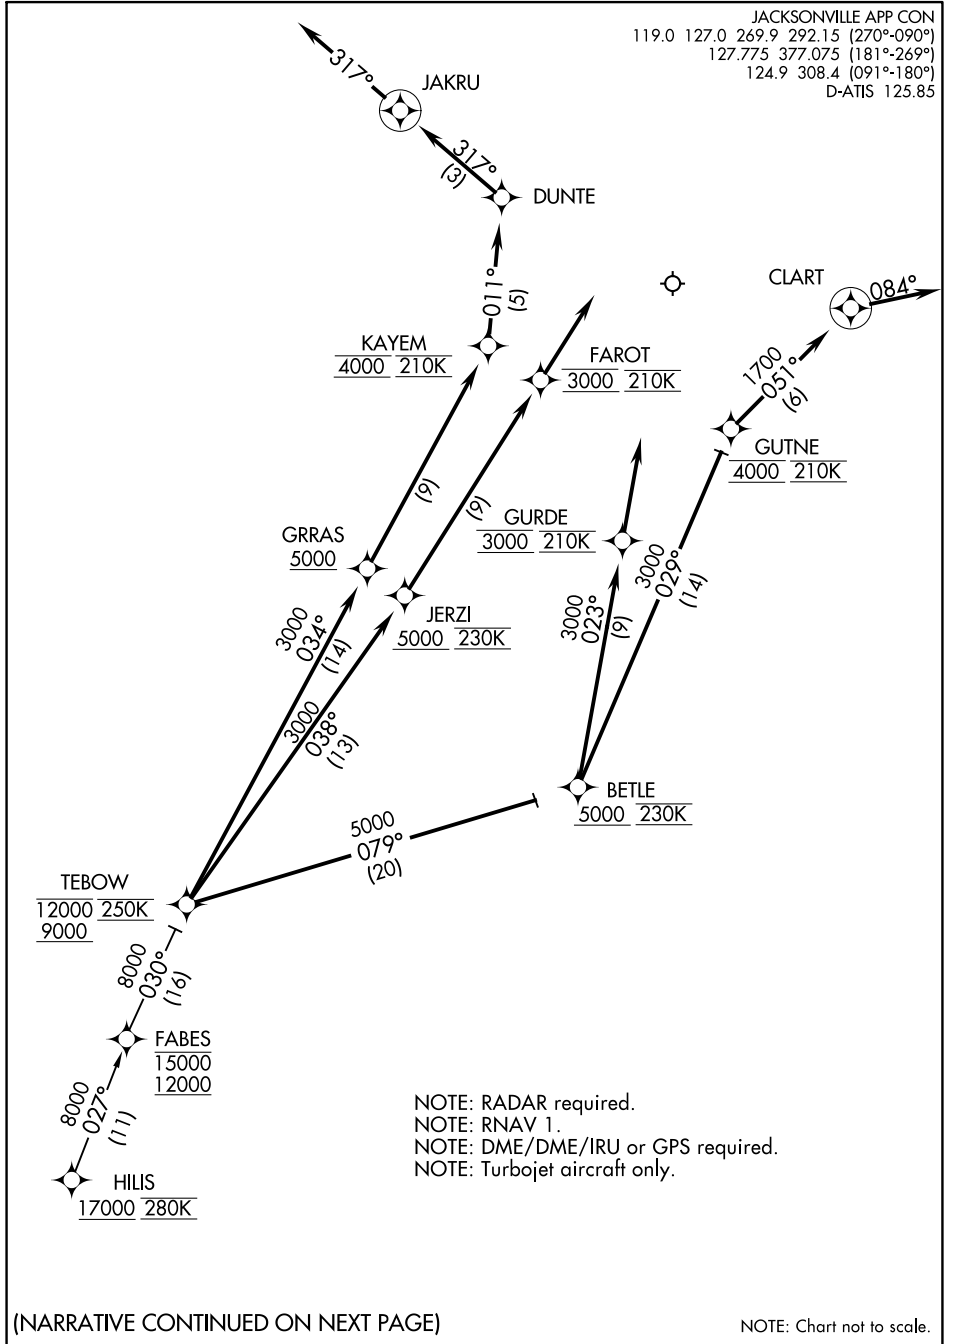 JACKSONVILLE APP CON
119.0 127.0 269.9 292.15 (270°-090°)
127.775 377.075 (181°-269°)
124.9 308.4 (091°-180°)
D-ATIS 125.85
317°
JAKRU
317°
(3)
DUNTE
CLART
084°
011°
(5)
KAYEM
4000 210K
FAROT
3000 210K
1700
051°
(6)
GUTNE
4000 210K
(9)
(9)
GURDE
3000 210K
GRRAS
5000
3000
029°
(14)
JERZI
5000 230K
3000
023°
(9)
3000
034°
(14)
3000
038°
(13)
BETLE
5000 230K
5000
079°
(20)
TEBOW
12000 250K
9000
8000
030°
(16)
FABES
15000
12000
8000
027°
(11)
HILIS
17000 280K
NOTE: RADAR required.
NOTE: RNAV 1.
NOTE: DME/DME/IRU or GPS required.
NOTE: Turbojet aircraft only.
(NARRATIVE CONTINUED ON NEXT PAGE)
NOTE: Chart not to scale.